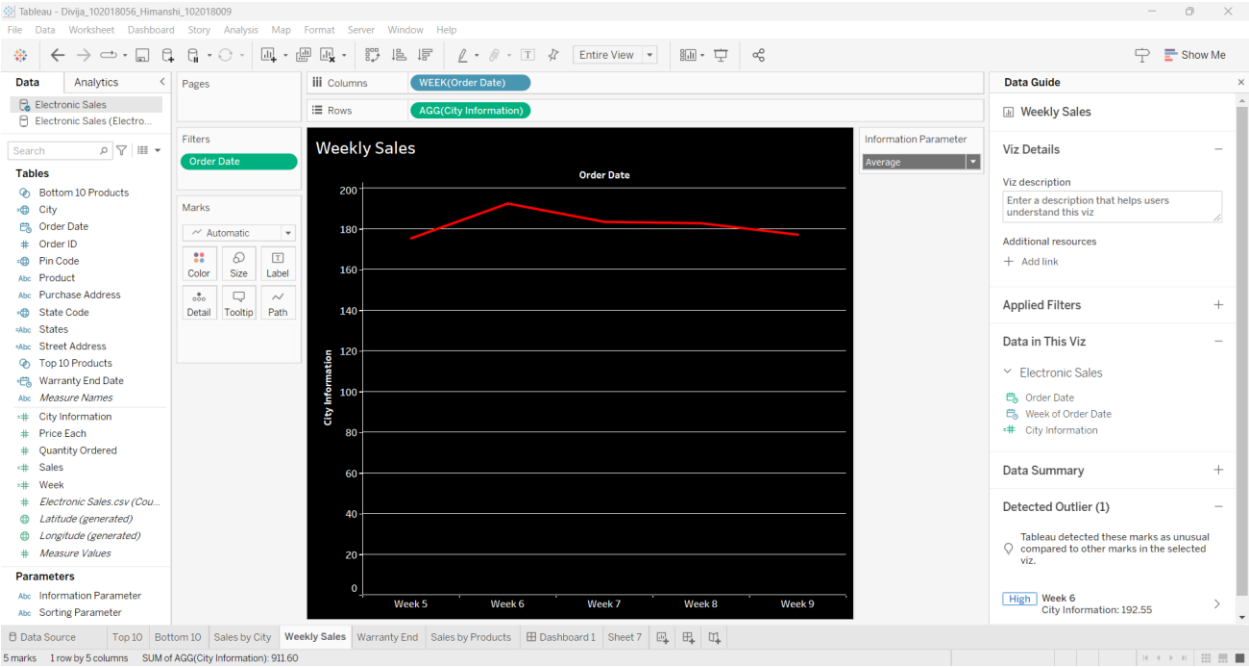 Tableau - Divija_102018056_Himanshi_102018009
File Data Worksheet Dashboard Story Analysis Map Format Server Window Help
Entire View
Show Me
Data Analytics
Electronic Sales
Electronic Sales (Electro...
Search
Tables
Bottom 10 Products
City
Order Date
# Order ID
Pin Code
Abc Product
Abc Purchase Address
State Code
Abc States
Abc Street Address
Top 10 Products
Warranty End Date
Abc Measure Names
# City Information
# Price Each
# Quantity Ordered
# Sales
# Week
# Electronic Sales.csv (Cou...
Latitude (generated)
Longitude (generated)
# Measure Values
Parameters
Abc Information Parameter
Abc Sorting Parameter
Pages
Filters
Order Date
Marks
Automatic
Color Size Label
Detail Tooltip Path
Columns WEEK(Order Date)
Rows AGG(City Information)
Weekly Sales
Order Date
200
180
160
140
120
100
80
60
40
20
0
City Information
Week 5 Week 6 Week 7 Week 8 Week 9
Information Parameter
Average
Data Guide
Weekly Sales
Viz Details
Viz description
Enter a description that helps users
understand this viz
Additional resources
+ Add link
Applied Filters
Data in This Viz
Electronic Sales
Order Date
Week of Order Date
# City Information
Data Summary
Detected Outlier (1)
Tableau detected these marks as unusual
compared to other marks in the selected
viz.
High Week 6
City Information: 192.55
Data Source Top 10 Bottom 10 Sales by City Weekly Sales Warranty End Sales by Products Dashboard 1 Sheet 7
5 marks 1 row by 5 columns SUM of AGG(City Information): 911.60